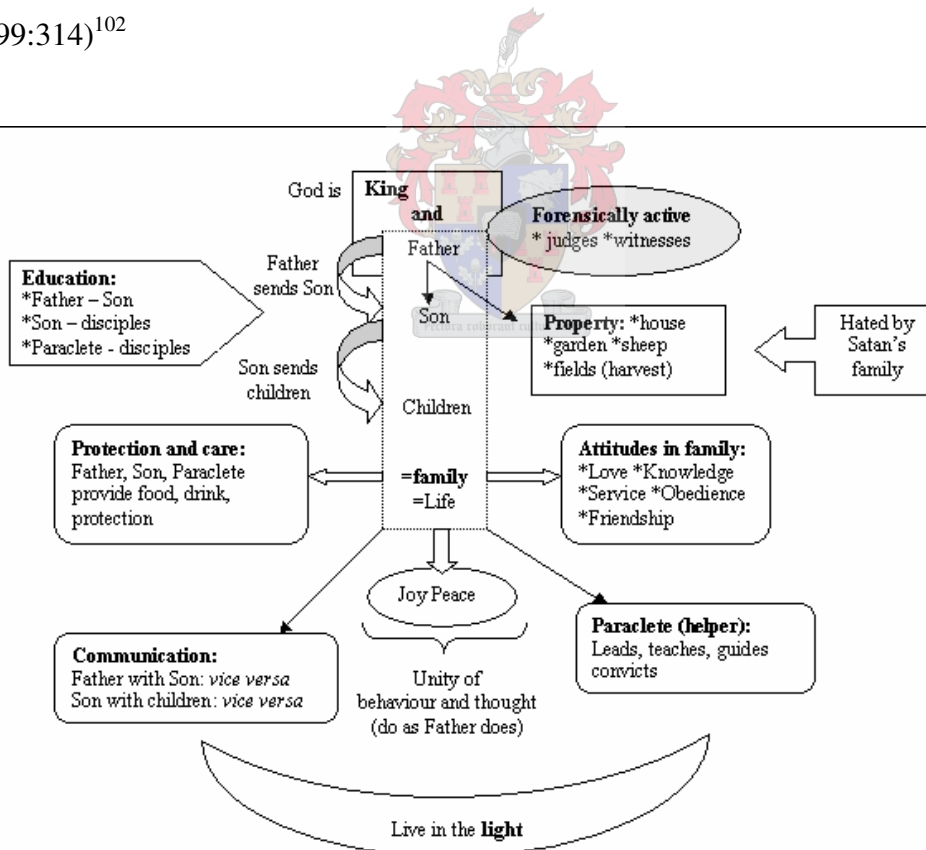 99:314)102
God is
King
and
Forensically active
* judges *witnesses
Father
Father
sends Son
Education:
*Father – Son
*Son – disciples
*Paraclete - disciples
Son
Property: *house
*garden *sheep
*fields (harvest)
Hated by
Satan's
family
Son sends
children
Children
Protection and care:
Father, Son, Paraclete
provide food, drink,
protection
=family
=Life
Attitudes in family:
*Love *Knowledge
*Service *Obedience
*Friendship
Joy Peace
Paraclete (helper):
Leads, teaches, guides
convicts
Communication:
Father with Son: vice versa
Son with children: vice versa
Unity of
behaviour and thought
(do as Father does)
Live in the light